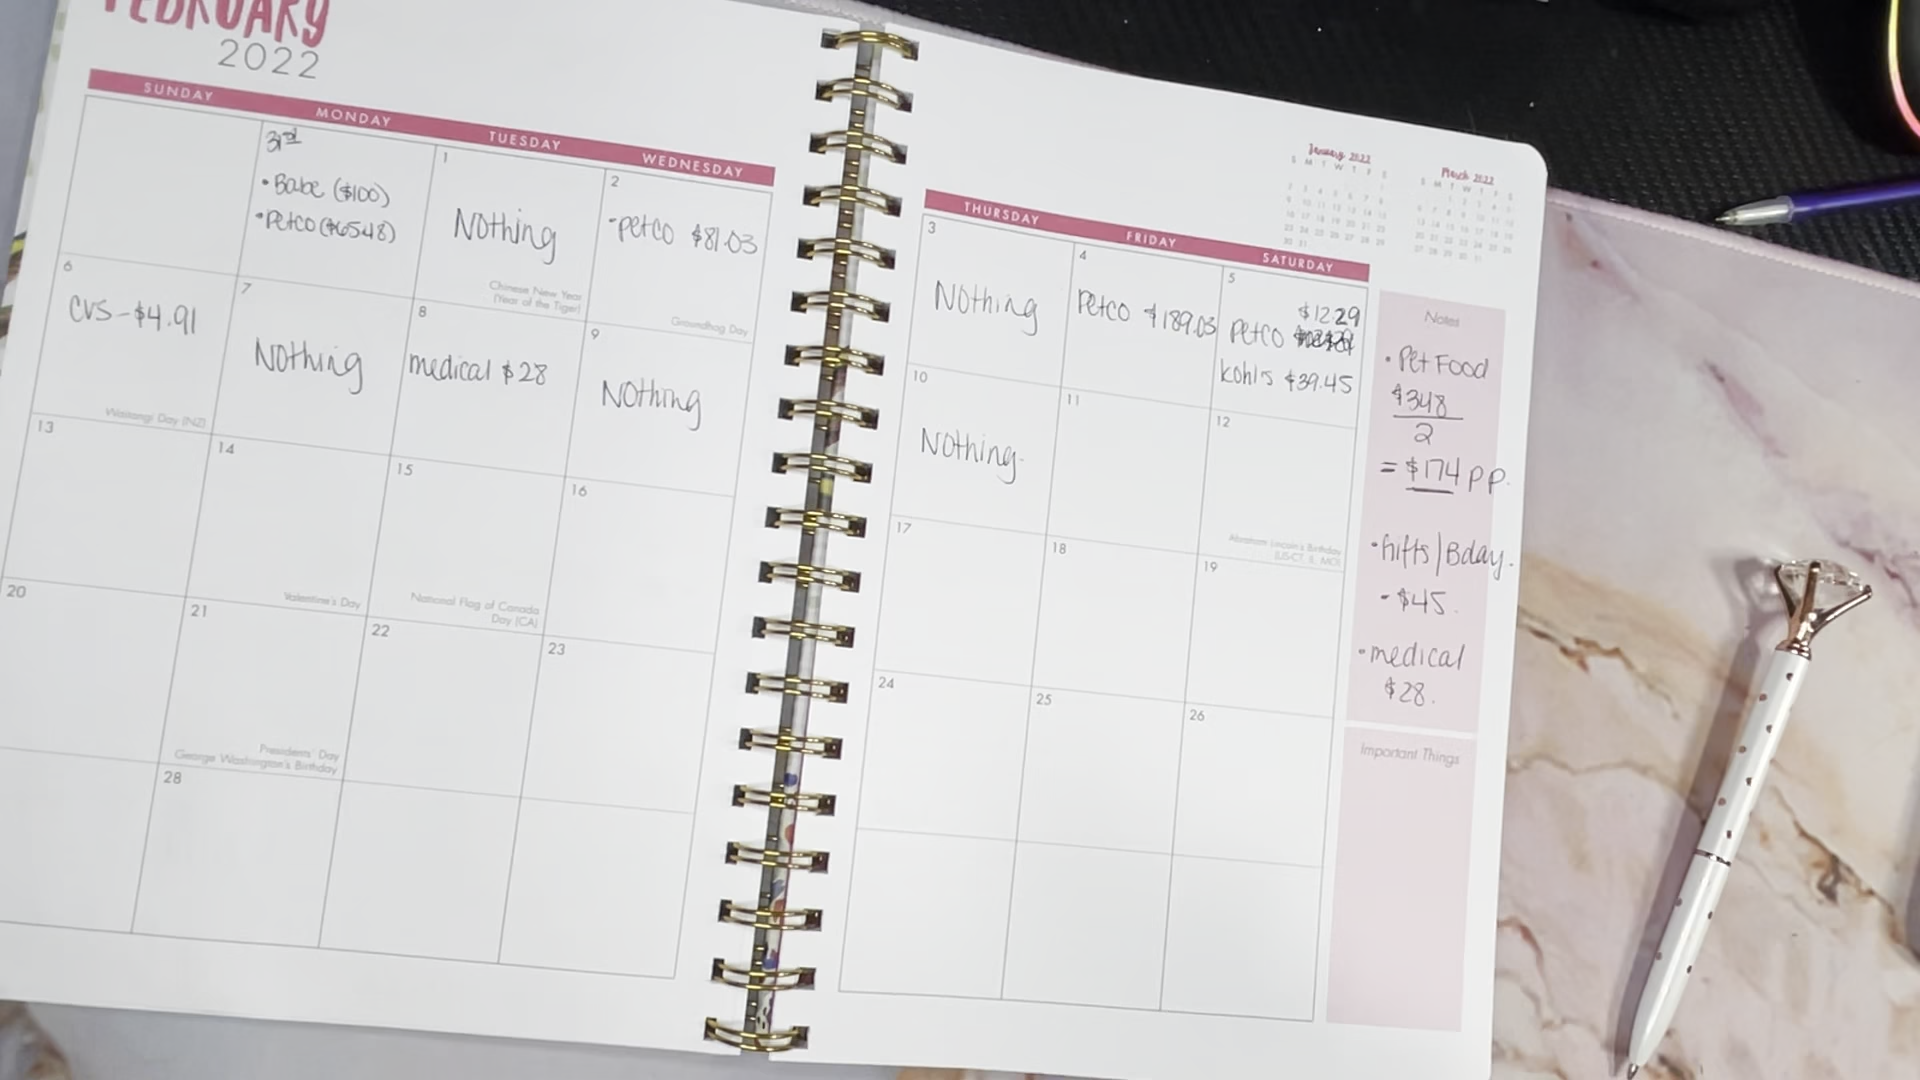 FEBRUARY
2022
SUNDAY MONDAY TUESDAY WEDNESDAY
31st
• Babe ($100)
• Petco ($65.48)
1
Nothing
Chinese New Year
(Year of the Tiger)
2
-Petco $81.03
Groundhog Day
6
CVS - $4.91
Waitangi Day (NZ)
7
Nothing
8
medical $28
9
Nothing
13
14
Valentine's Day
15
National Flag of Canada
Day (CA)
16
20
21
Presidents' Day
George Washington's Birthday
22
23
28
January 2022
S M T W T F S
March 2022
S M T W T F S
THURSDAY FRIDAY SATURDAY
3
Nothing
4
Petco $189.03
5
$12.29
Petco
Kohls $39.45
10
Nothing.
11
12
Abraham Lincoln's Birthday
17
18
19
24
25
26
Notes
• Pet Food
$348
2
= $174 pp.
• Gifts/Bday.
- $45.
• medical
$28.
Important Things